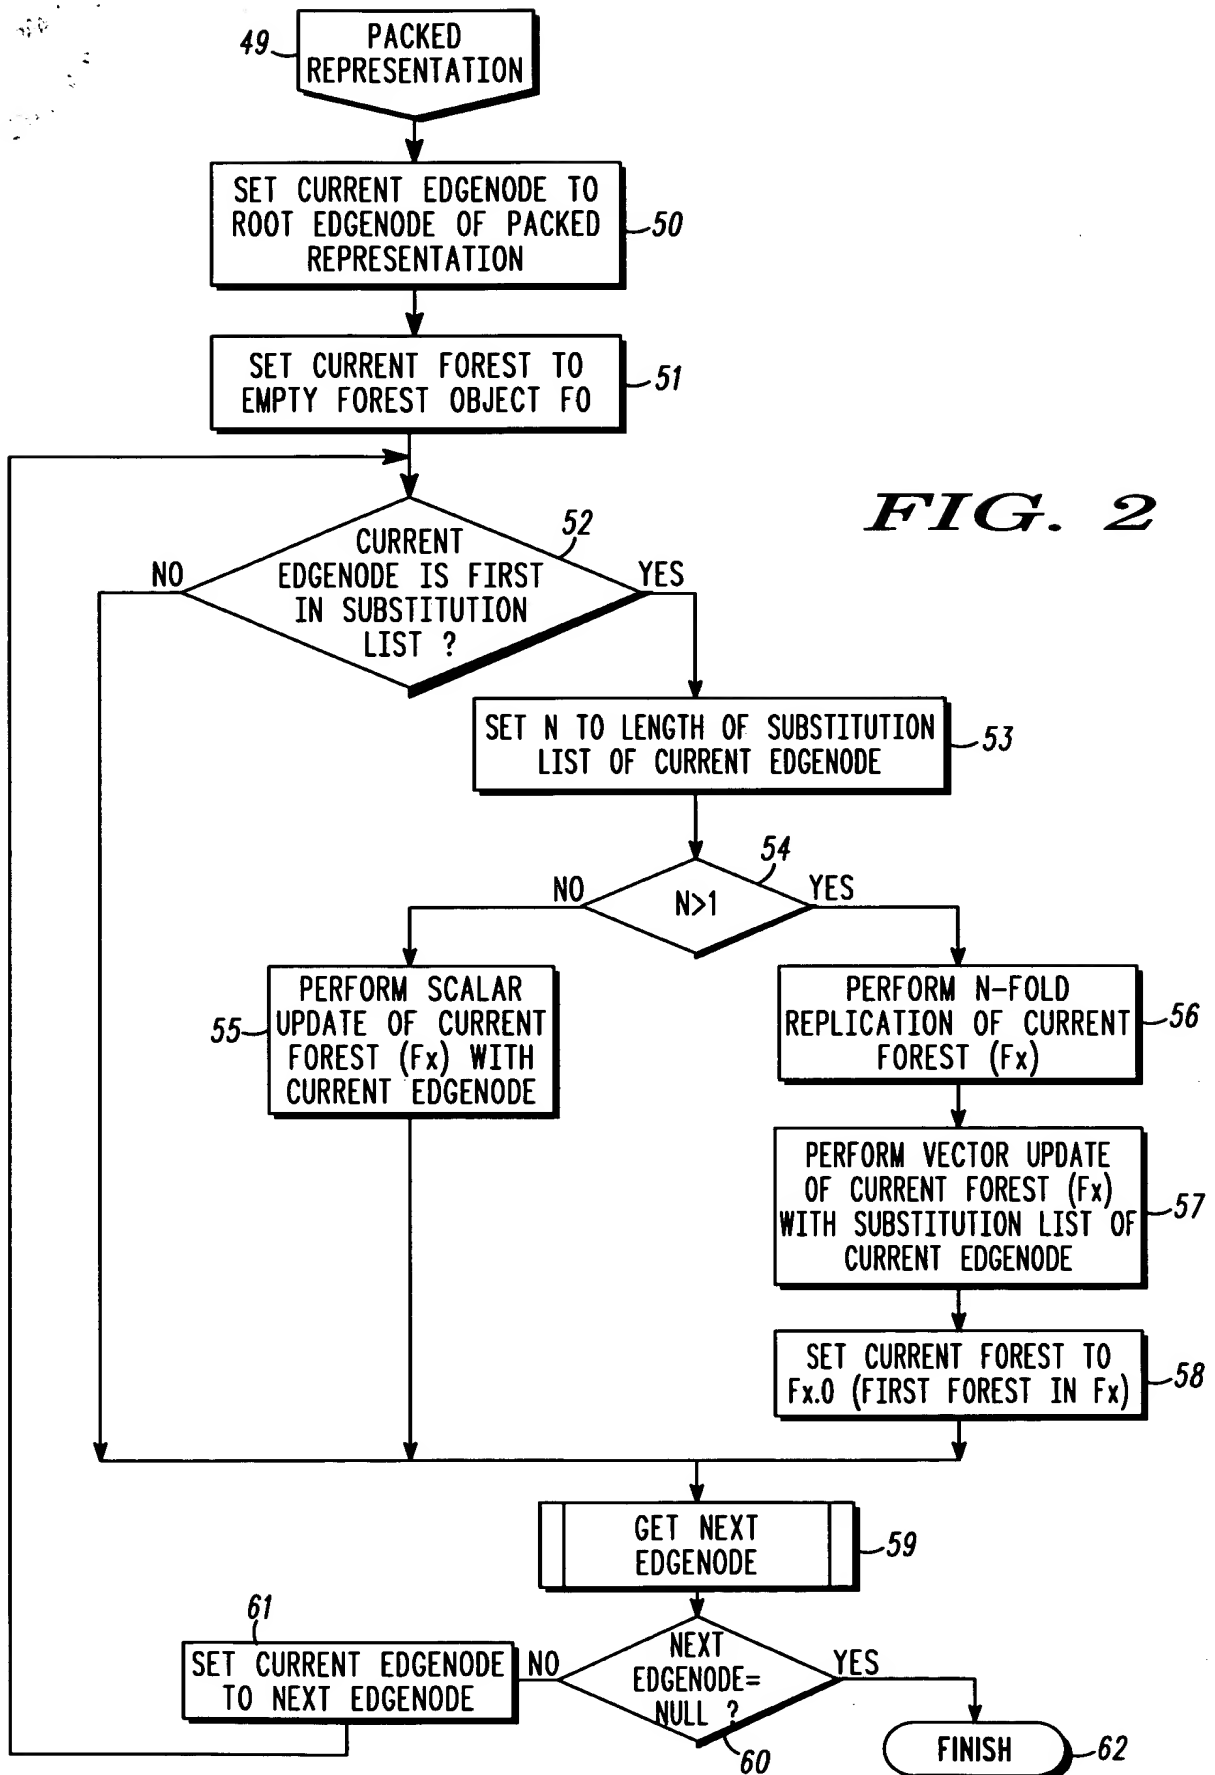 49
PACKED
REPRESENTATION
SET CURRENT EDGENODE TO
ROOT EDGENODE OF PACKED
REPRESENTATION
50
SET CURRENT FOREST TO
EMPTY FOREST OBJECT FO
51
FIG. 2
52
CURRENT
EDGENODE IS FIRST
IN SUBSTITUTION
LIST ?
NO
YES
SET N TO LENGTH OF SUBSTITUTION
LIST OF CURRENT EDGENODE
53
54
N>1
NO
YES
55
PERFORM SCALAR
UPDATE OF CURRENT
FOREST (Fx) WITH
CURRENT EDGENODE
PERFORM N-FOLD
REPLICATION OF CURRENT
FOREST (Fx)
56
PERFORM VECTOR UPDATE
OF CURRENT FOREST (Fx)
WITH SUBSTITUTION LIST OF
CURRENT EDGENODE
57
SET CURRENT FOREST TO
Fx.0 (FIRST FOREST IN Fx)
58
GET NEXT
EDGENODE
59
61
SET CURRENT EDGENODE
TO NEXT EDGENODE
NO
NEXT
EDGENODE=
NULL ?
YES
60
FINISH
62